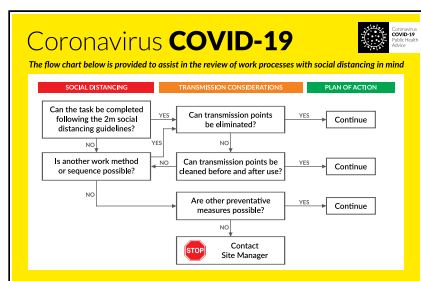 Coronavirus COVID-19
Coronavirus
COVID-19
Public Health
Advice
The flow chart below is provided to assist in the review of work processes with social distancing in mind
SOCIAL DISTANCING
TRANSMISSION CONSIDERATIONS
PLAN OF ACTION
Can the task be completed
following the 2m social
distancing guidelines?
YES
Can transmission points
be eliminated?
YES
Continue
NO
YES
NO
Is another work method
or sequence possible?
NO
Can transmission points be
cleaned before and after use?
YES
Continue
NO
Are other preventative
measures possible?
YES
Continue
NO
STOP
Contact
Site Manager